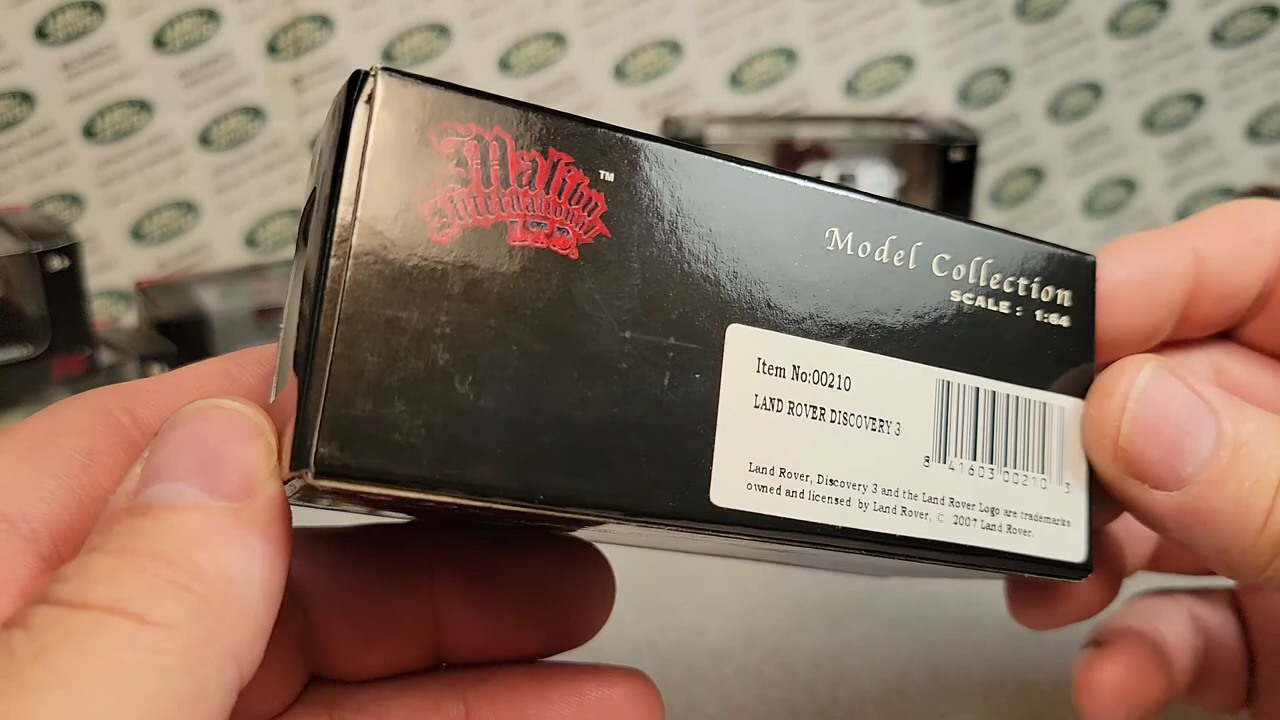 Malibu
International
LTD.
TM
Model Collection
SCALE: 1:64
Item No:00210
LAND ROVER DISCOVERY 3
8 41603 00210 3
Land Rover, Discovery 3 and the Land Rover Logo are trademarks
owned and licensed by Land Rover, © 2007 Land Rover.